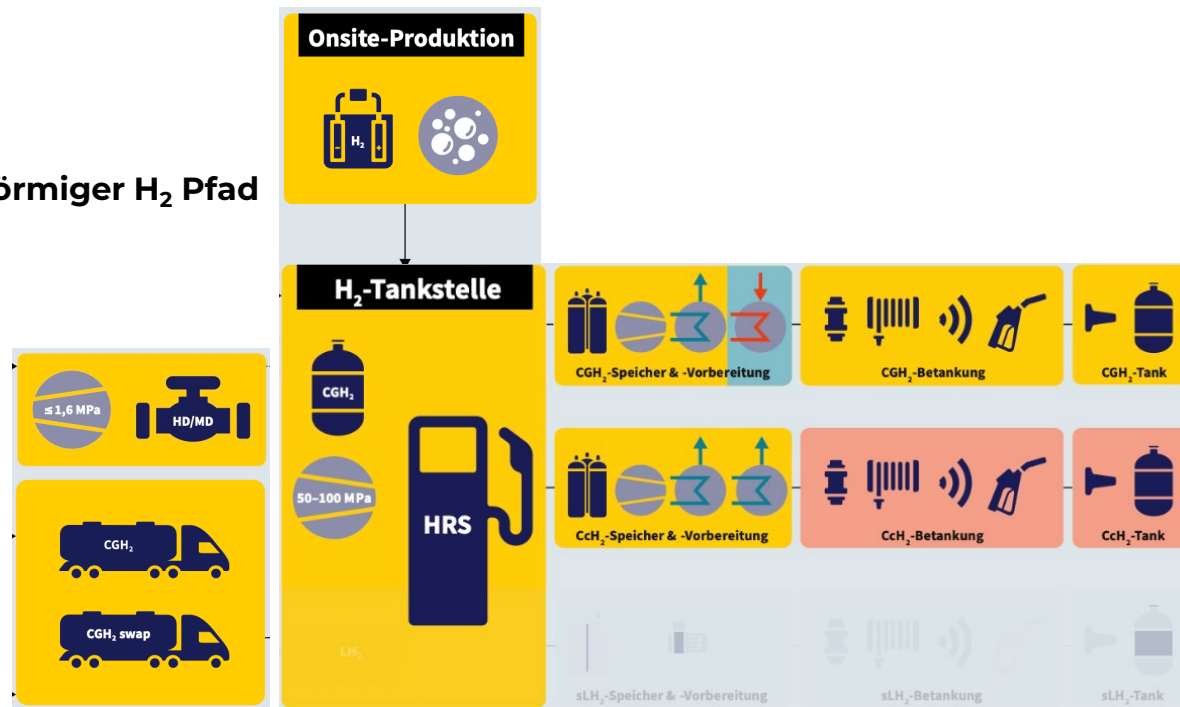 Onsite-Produktion
H₂
- +
örmiger H₂ Pfad
H₂-Tankstelle
CGH₂
50–100 MPa
HRS
LH₂
≤ 1,6 MPa
HD/MD
CGH₂
CGH₂ swap
CGH₂-Speicher & -Vorbereitung
CGH₂-Betankung
CGH₂-Tank
CcH₂-Speicher & -Vorbereitung
CcH₂-Betankung
CcH₂-Tank
sLH₂-Speicher & -Vorbereitung
sLH₂-Betankung
sLH₂-Tank